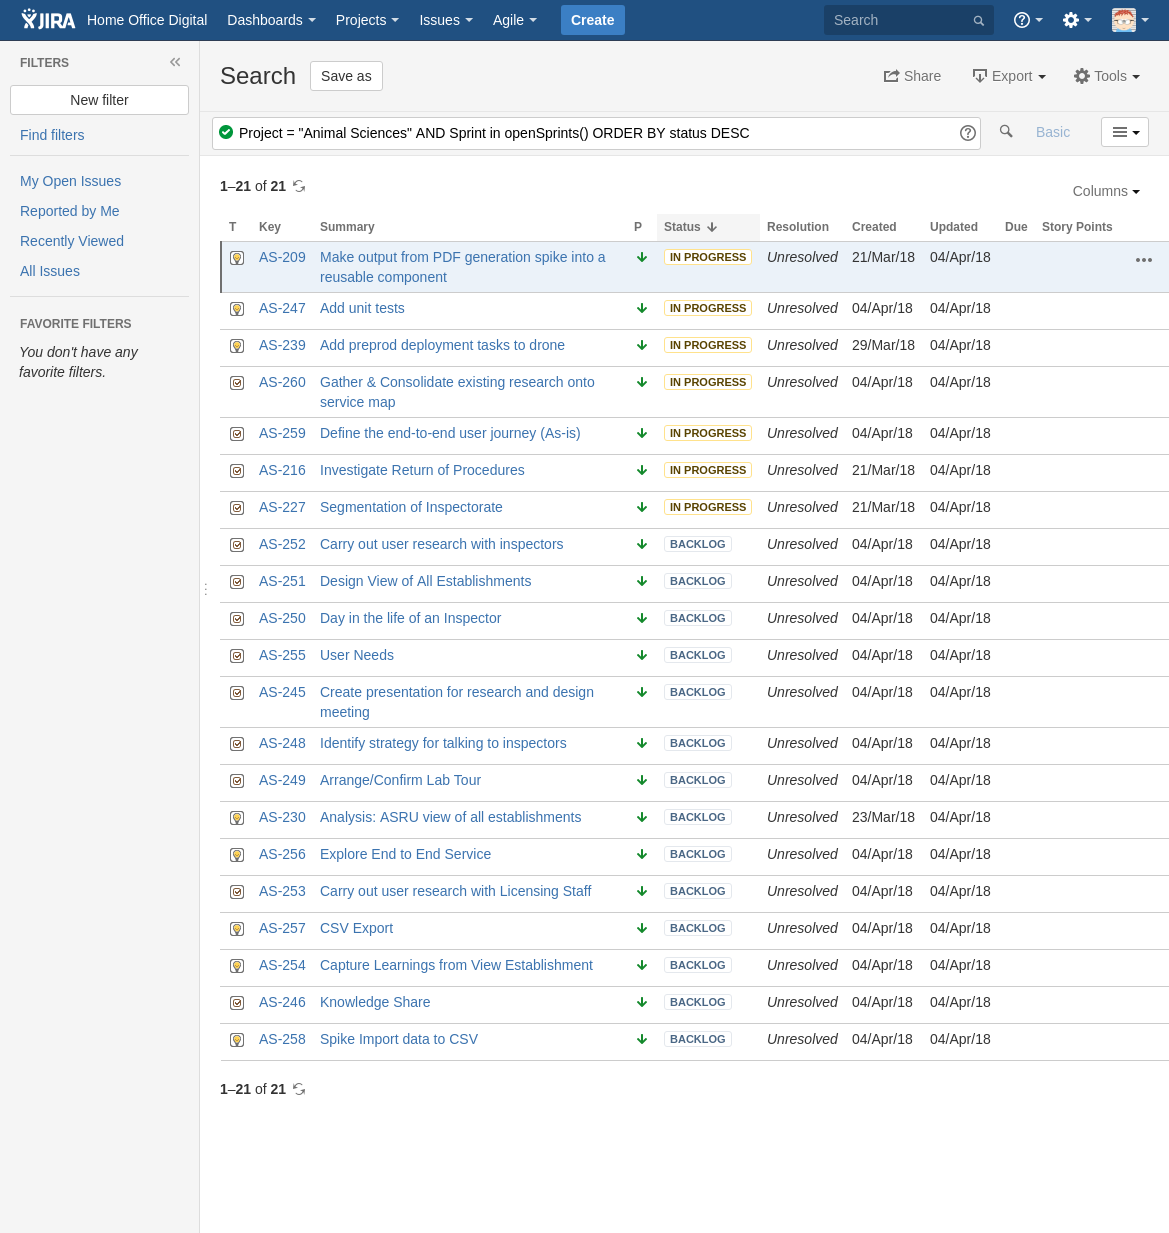 JIRA Home Office Digital Dashboards Projects Issues Agile Create Search
FILTERS
New filter
Find filters
My Open Issues
Reported by Me
Recently Viewed
All Issues
FAVORITE FILTERS
You don't have any
favorite filters.
Search Save as Share Export Tools
Project = "Animal Sciences" AND Sprint in openSprints() ORDER BY status DESC Basic
1–21 of 21
Columns
T Key Summary P Status Resolution Created Updated Due Story Points
AS-209 Make output from PDF generation spike into a IN PROGRESS Unresolved 21/Mar/18 04/Apr/18
reusable component
AS-247 Add unit tests IN PROGRESS Unresolved 04/Apr/18 04/Apr/18
AS-239 Add preprod deployment tasks to drone IN PROGRESS Unresolved 29/Mar/18 04/Apr/18
AS-260 Gather & Consolidate existing research onto IN PROGRESS Unresolved 04/Apr/18 04/Apr/18
service map
AS-259 Define the end-to-end user journey (As-is) IN PROGRESS Unresolved 04/Apr/18 04/Apr/18
AS-216 Investigate Return of Procedures IN PROGRESS Unresolved 21/Mar/18 04/Apr/18
AS-227 Segmentation of Inspectorate IN PROGRESS Unresolved 21/Mar/18 04/Apr/18
AS-252 Carry out user research with inspectors BACKLOG Unresolved 04/Apr/18 04/Apr/18
AS-251 Design View of All Establishments BACKLOG Unresolved 04/Apr/18 04/Apr/18
AS-250 Day in the life of an Inspector BACKLOG Unresolved 04/Apr/18 04/Apr/18
AS-255 User Needs BACKLOG Unresolved 04/Apr/18 04/Apr/18
AS-245 Create presentation for research and design BACKLOG Unresolved 04/Apr/18 04/Apr/18
meeting
AS-248 Identify strategy for talking to inspectors BACKLOG Unresolved 04/Apr/18 04/Apr/18
AS-249 Arrange/Confirm Lab Tour BACKLOG Unresolved 04/Apr/18 04/Apr/18
AS-230 Analysis: ASRU view of all establishments BACKLOG Unresolved 23/Mar/18 04/Apr/18
AS-256 Explore End to End Service BACKLOG Unresolved 04/Apr/18 04/Apr/18
AS-253 Carry out user research with Licensing Staff BACKLOG Unresolved 04/Apr/18 04/Apr/18
AS-257 CSV Export BACKLOG Unresolved 04/Apr/18 04/Apr/18
AS-254 Capture Learnings from View Establishment BACKLOG Unresolved 04/Apr/18 04/Apr/18
AS-246 Knowledge Share BACKLOG Unresolved 04/Apr/18 04/Apr/18
AS-258 Spike Import data to CSV BACKLOG Unresolved 04/Apr/18 04/Apr/18
1–21 of 21